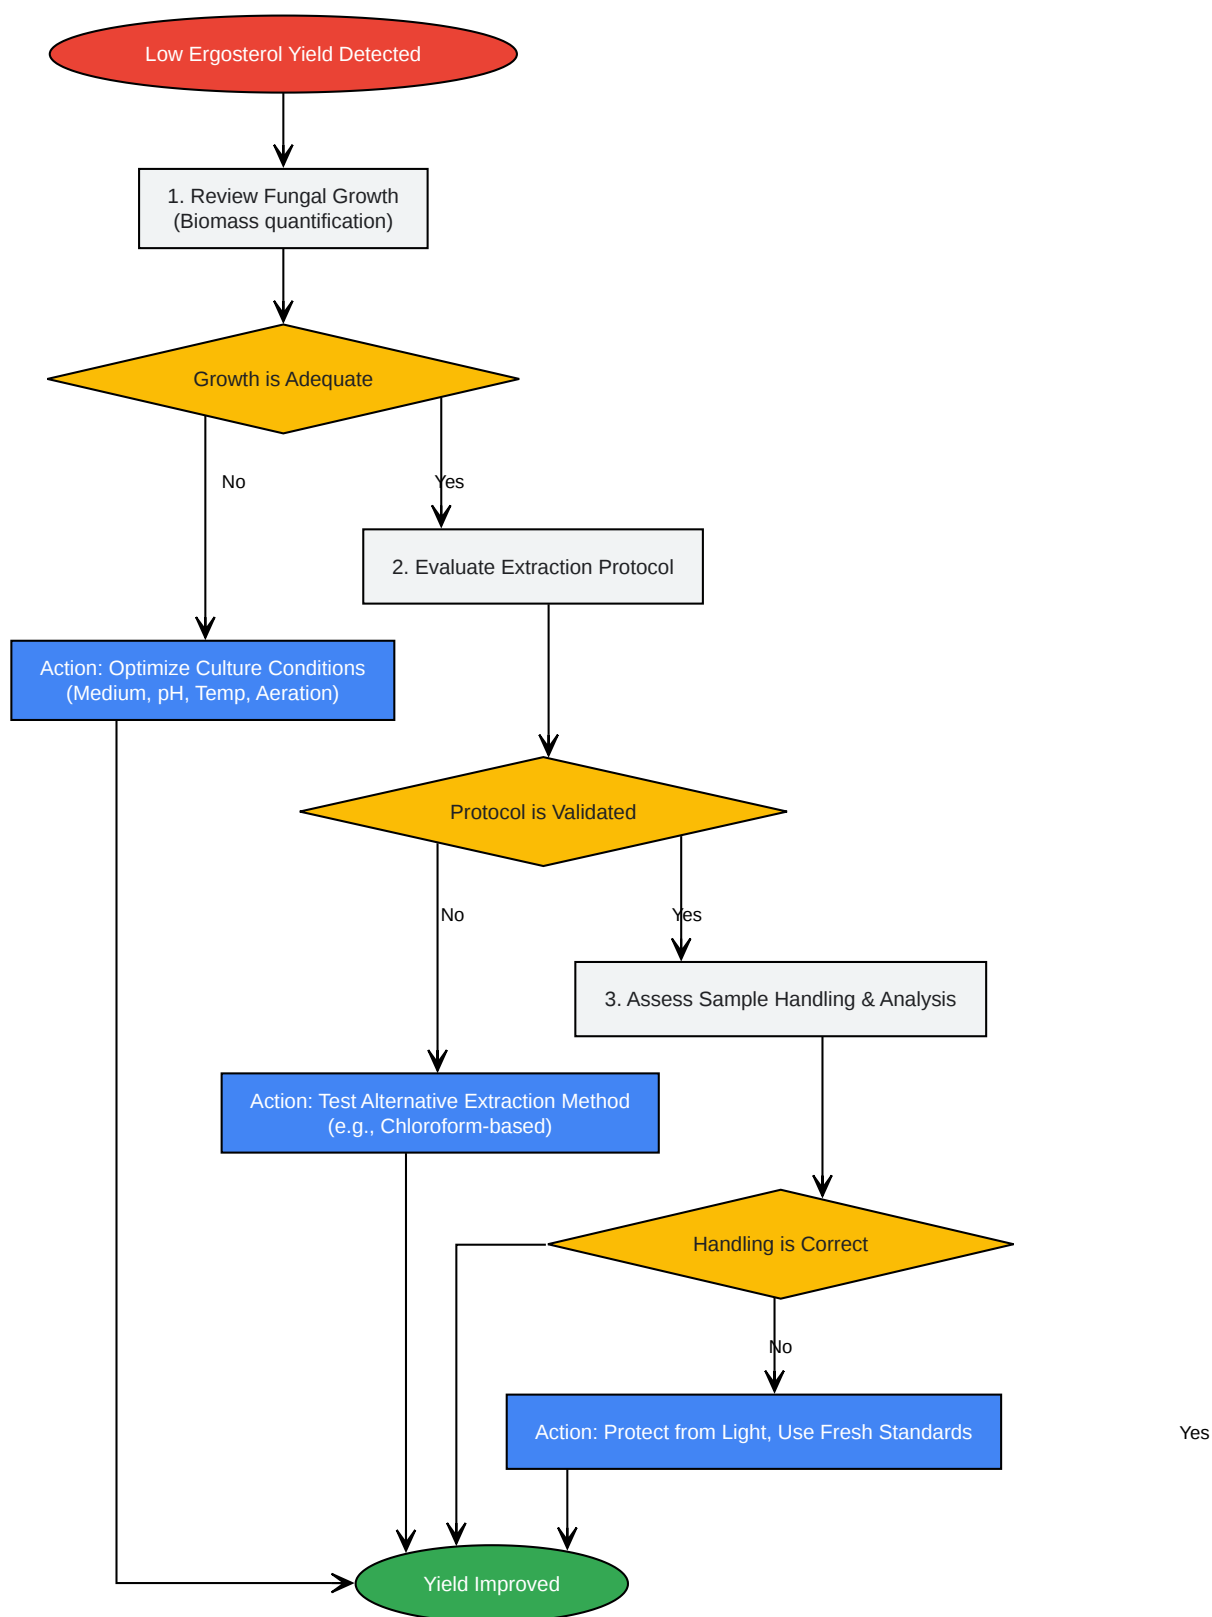 Low Ergosterol Yield Detected
1. Review Fungal Growth
(Biomass quantification)
Growth is Adequate
No
Yes
2. Evaluate Extraction Protocol
Action: Optimize Culture Conditions
(Medium, pH, Temp, Aeration)
Protocol is Validated
No
Yes
3. Assess Sample Handling & Analysis
Action: Test Alternative Extraction Method
(e.g., Chloroform-based)
Handling is Correct
No
Action: Protect from Light, Use Fresh Standards
Yes
Yield Improved